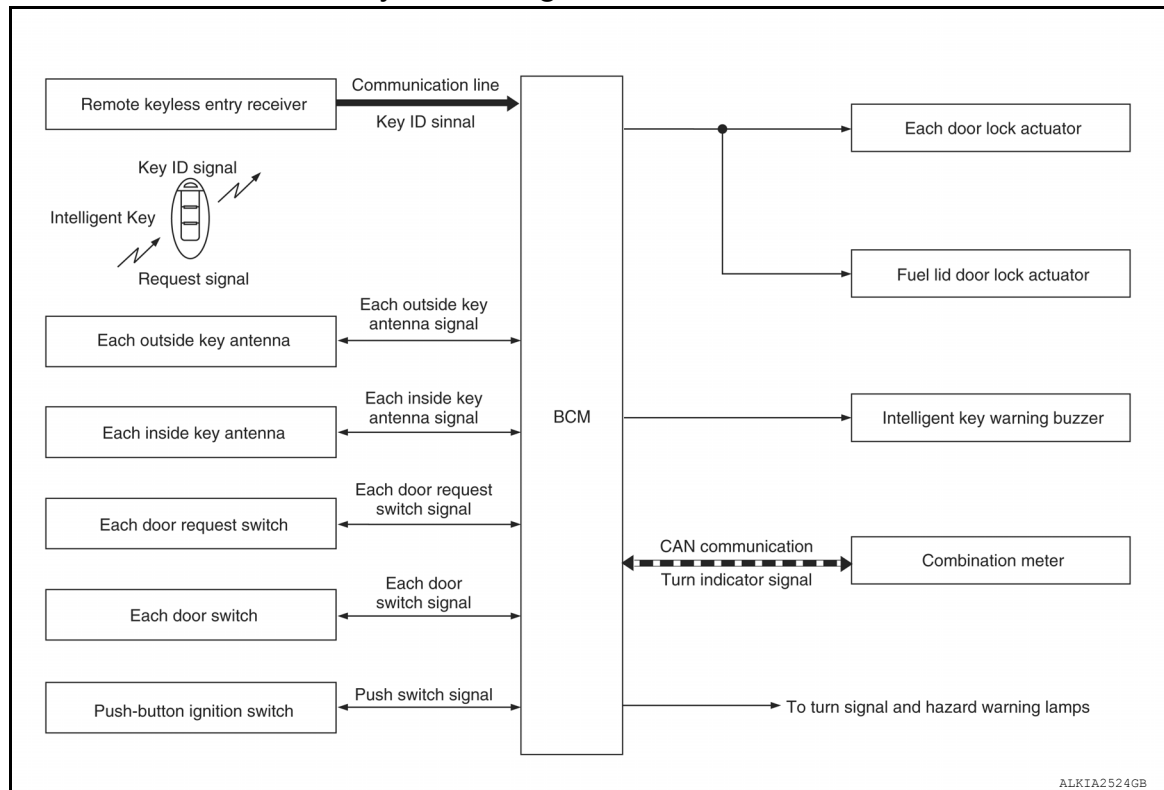 Communication line
Remote keyless entry receiver
Key ID sinnal
Each door lock actuator
Key ID signal
Intelligent Key
Request signal
Fuel lid door lock actuator
Each outside key
antenna signal
Each outside key antenna
Each inside key
antenna signal
Each inside key antenna
BCM
Intelligent key warning buzzer
Each door request
switch signal
Each door request switch
CAN communication
Turn indicator signal
Combination meter
Each door
switch signal
Each door switch
Push switch signal
Push-button ignition switch
To turn signal and hazard warning lamps
ALKIA2524GB